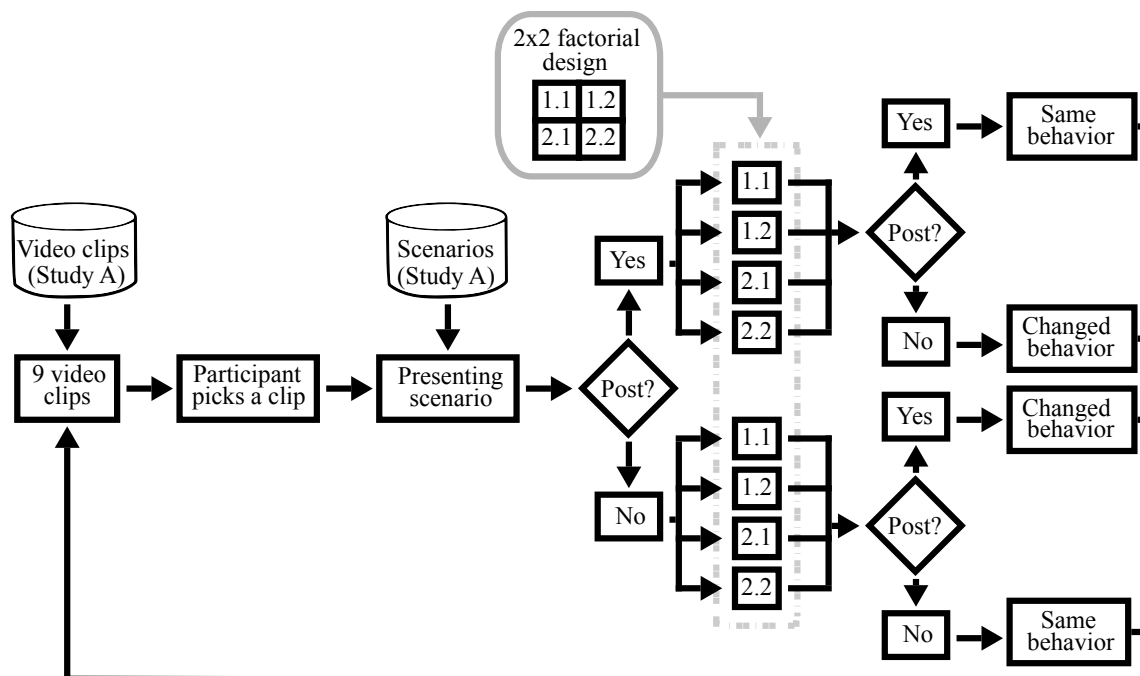 2x2 factorial
design
1.1 1.2
2.1 2.2
Video clips
(Study A)
Scenarios
(Study A)
9 video
clips
Participant
picks a clip
Presenting
scenario
Post?
Yes
No
1.1
1.2
2.1
2.2
1.1
1.2
2.1
2.2
Post?
Yes
Same
behavior
No
Changed
behavior
Post?
Yes
Changed
behavior
No
Same
behavior